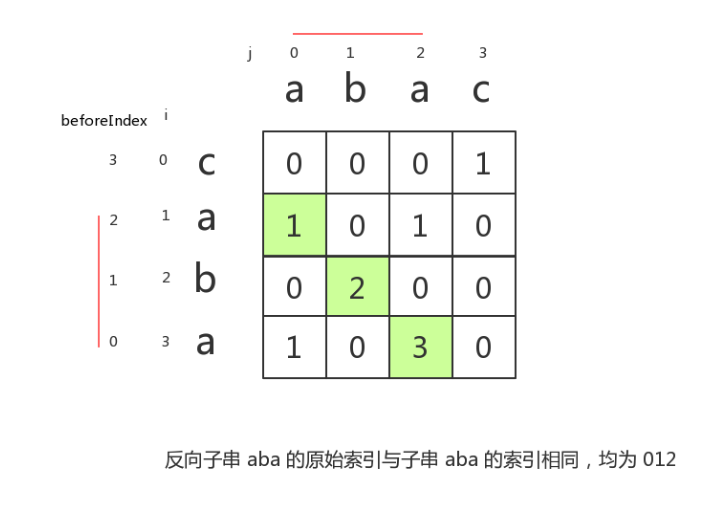 j 0 1 2 3
a b a c
beforeIndex i
3 0 c 0 0 0 1
2 1 a 1 0 1 0
1 2 b 0 2 0 0
0 3 a 1 0 3 0
反向子串 aba 的原始索引与子串 aba 的索引相同，均为 012